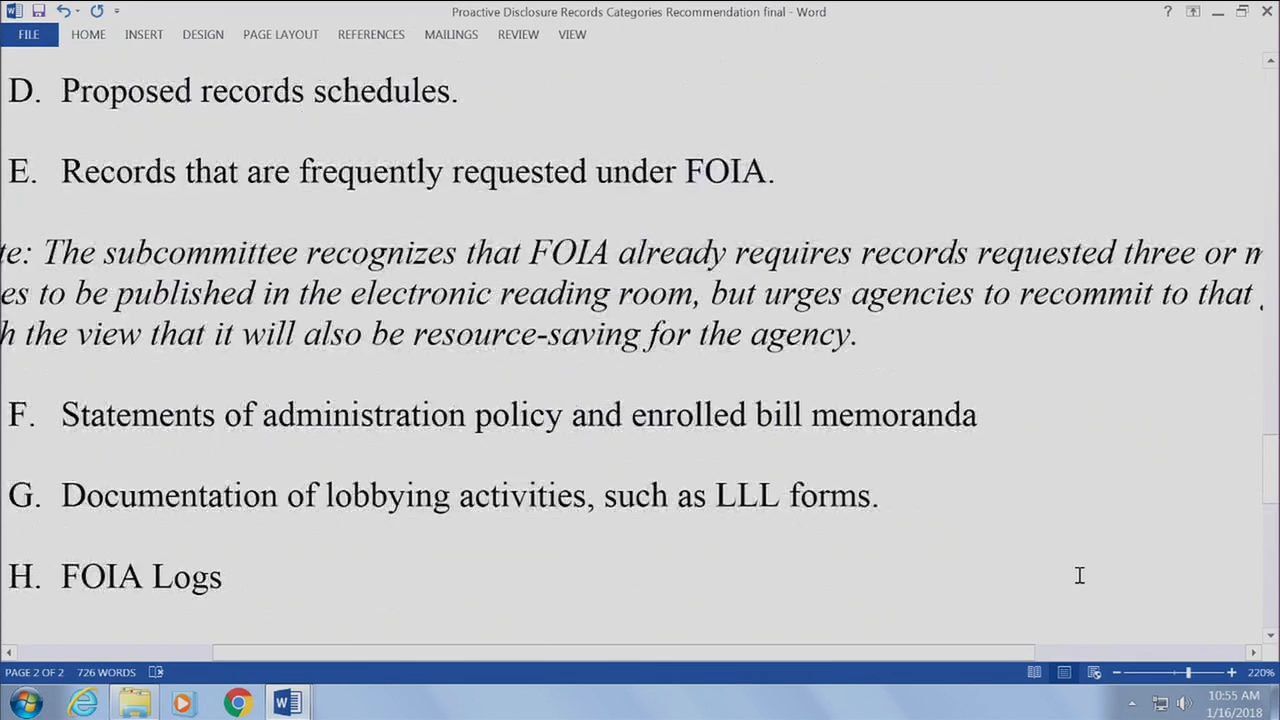 Proactive Disclosure Records Categories Recommendation final - Word
FILE HOME INSERT DESIGN PAGE LAYOUT REFERENCES MAILINGS REVIEW VIEW
D. Proposed records schedules.
E. Records that are frequently requested under FOIA.
te: The subcommittee recognizes that FOIA already requires records requested three or m
es to be published in the electronic reading room, but urges agencies to recommit to that
h the view that it will also be resource-saving for the agency.
F. Statements of administration policy and enrolled bill memoranda
G. Documentation of lobbying activities, such as LLL forms.
H. FOIA Logs
PAGE 2 OF 2 726 WORDS 220%
10:55 AM
1/16/2018